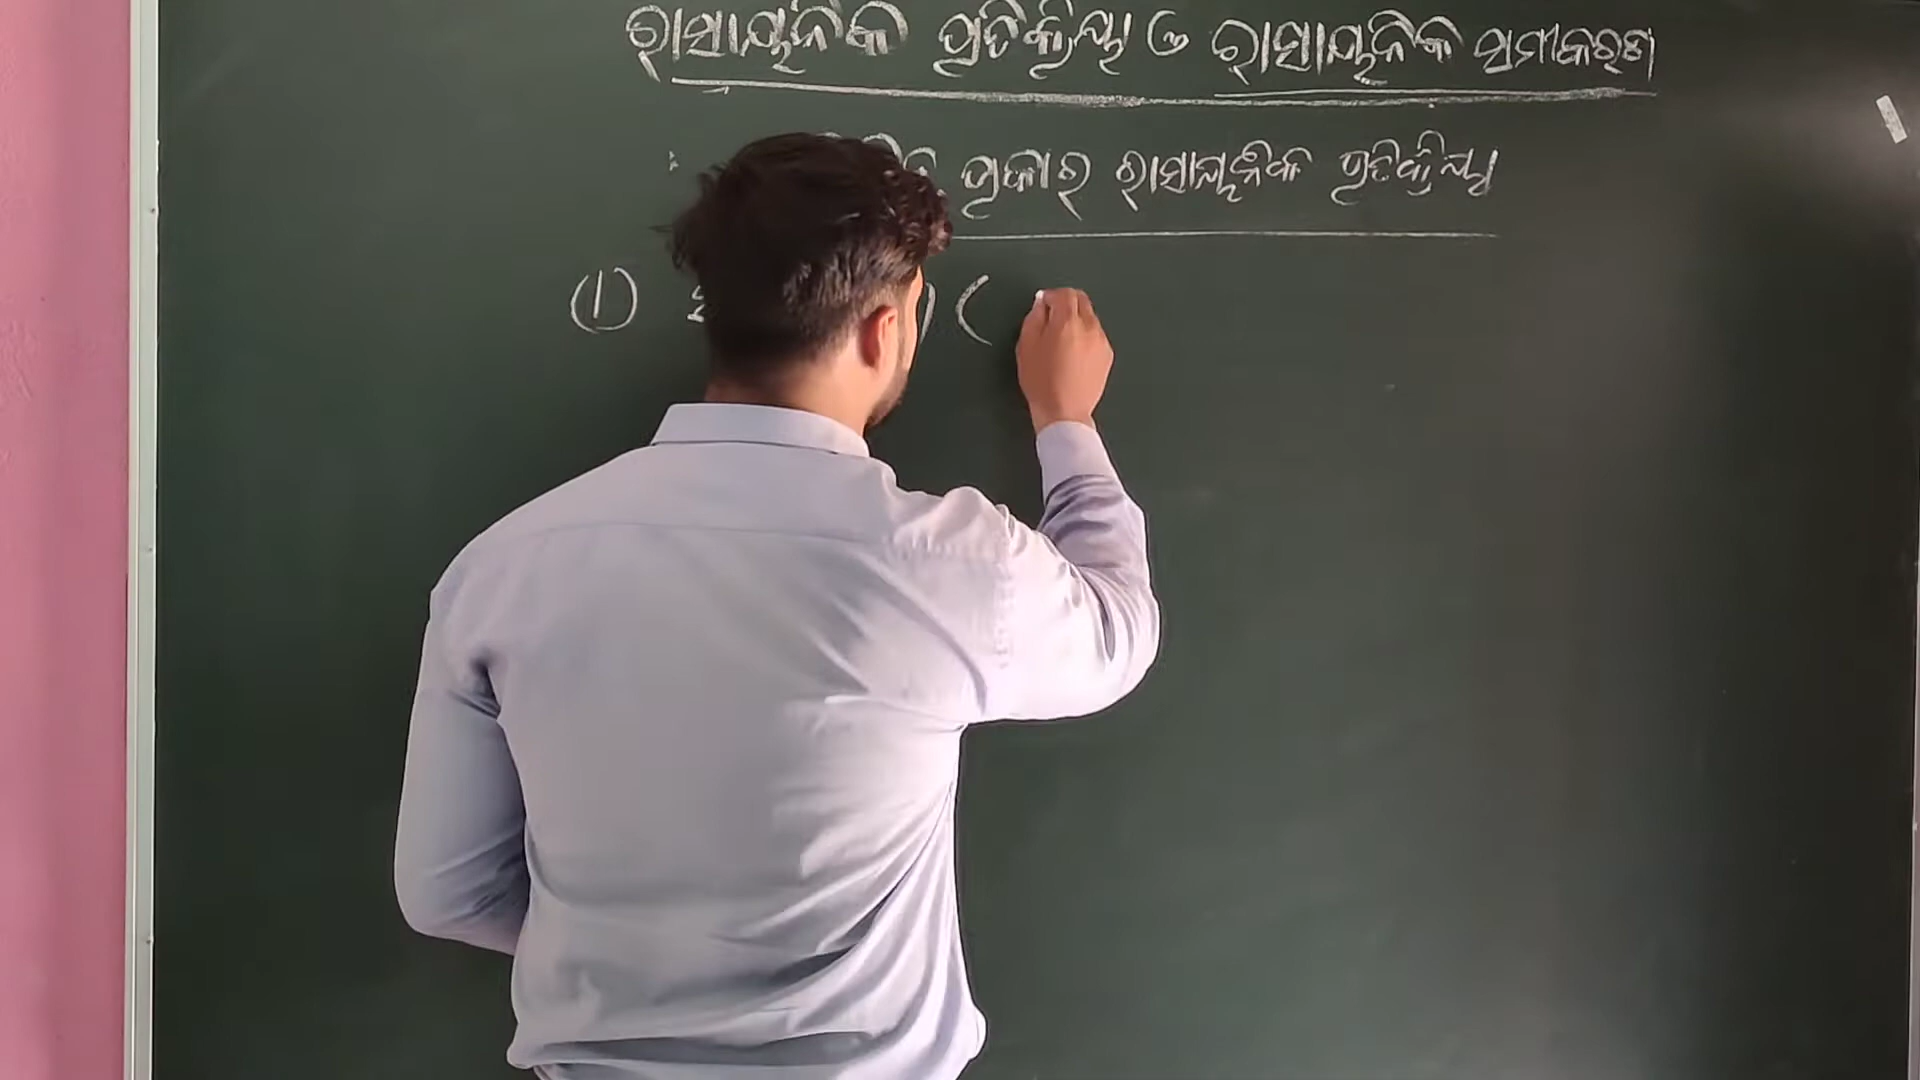 ରାସାୟନିକ ପ୍ରତିକ୍ରିୟା ଓ ରାସାୟନିକ ସମୀକରଣ
ପ୍ରକାର ରାସାୟନିକ ପ୍ରତିକ୍ରିୟା
① (